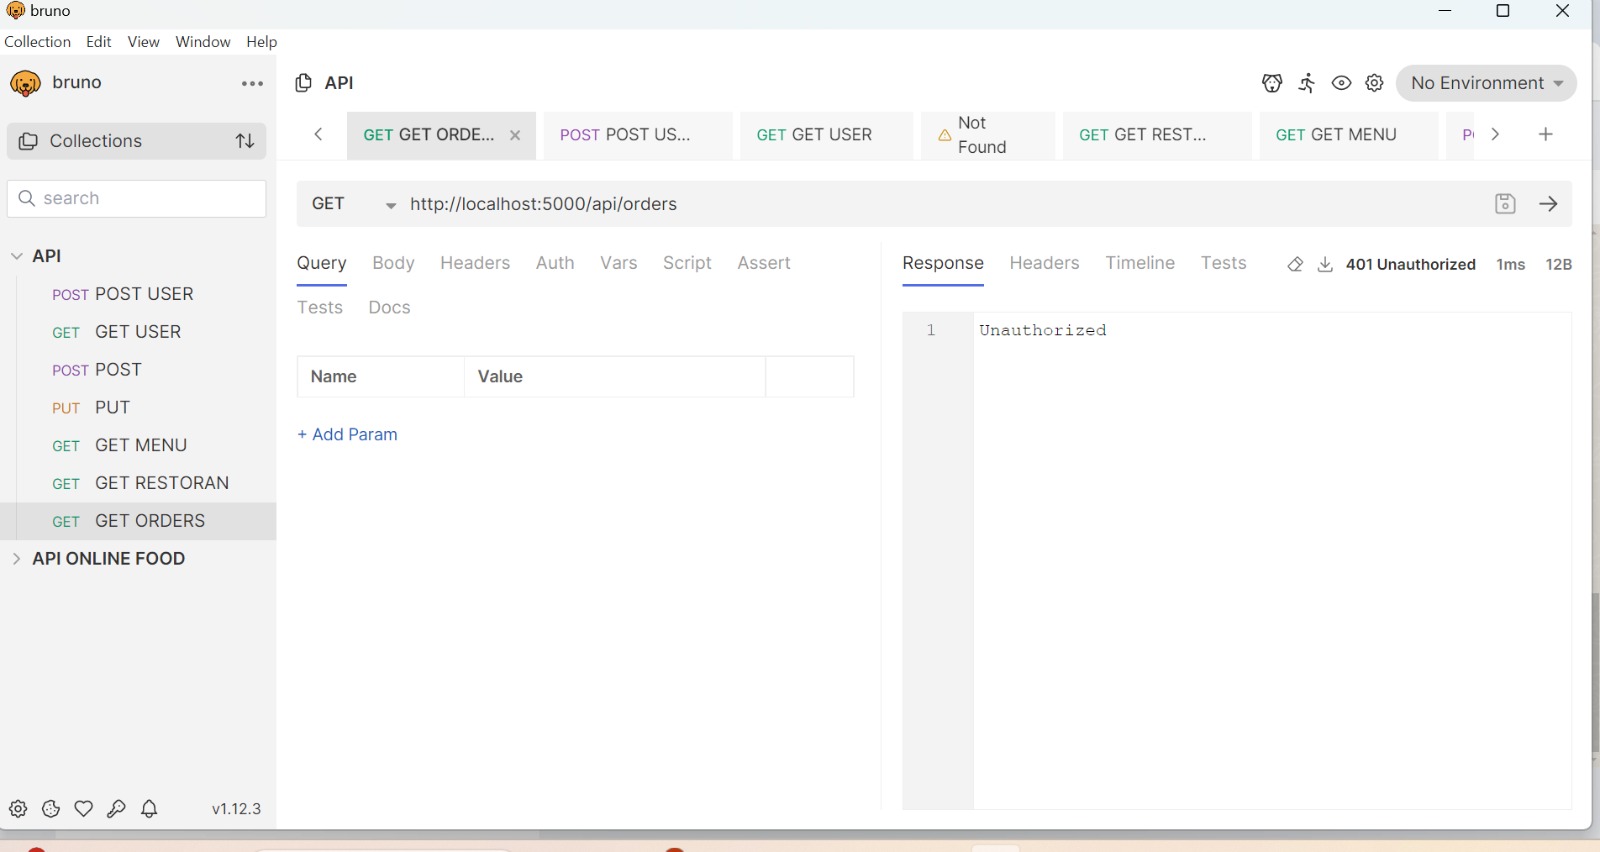 bruno
Collection Edit View Window Help
bruno
API
No Environment
Collections
GET GET ORDE...
POST POST US...
GET GET USER
Not
Found
GET GET REST...
GET GET MENU
search
GET
http://localhost:5000/api/orders
API
POST POST USER
GET GET USER
POST POST
PUT PUT
GET GET MENU
GET GET RESTORAN
GET GET ORDERS
API ONLINE FOOD
Query Body Headers Auth Vars Script Assert
Tests Docs
Name Value
+ Add Param
Response Headers Timeline Tests 401 Unauthorized 1ms 12B
1 Unauthorized
v1.12.3